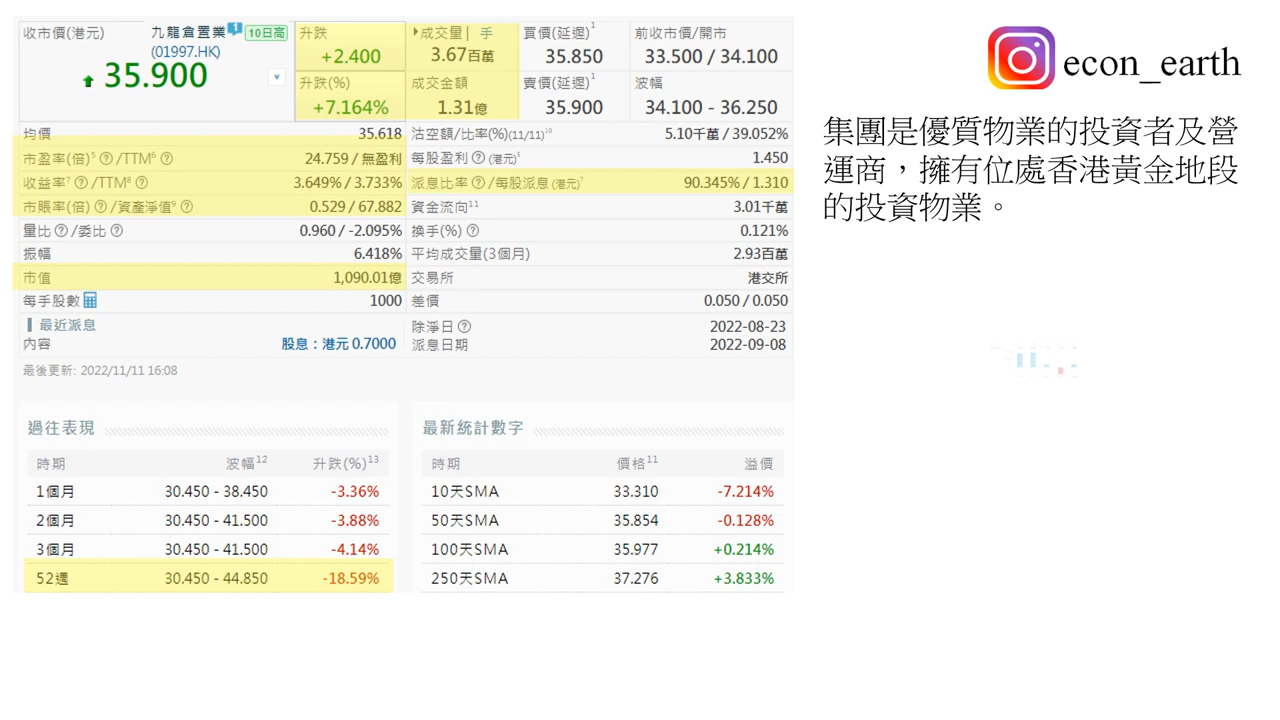 收市價(港元)
九龍倉置業 1 10日高
(01997.HK)
35.900
升跌
+2.400
升跌(%)
+7.164%
成交量| 手
3.67百萬
成交金額
1.31億
買價(延遲)1
35.850
賣價(延遲)1
35.900
前收市價/開市
33.500 / 34.100
波幅
34.100 - 36.250
均價 35.618 沽空額/比率(%)(11/11)10 5.10千萬 / 39.052%
市盈率(倍)5 ? /TTM6 ? 24.759 / 無盈利 每股盈利 ? (港元)5 1.450
收益率7 ? /TTM8 ? 3.649% / 3.733% 派息比率 ? /每股派息 (港元)7 90.345% / 1.310
市賬率(倍) ? /資產淨值9 ? 0.529 / 67.882 資金流向11 3.01千萬
量比 ? /委比 ? 0.960 / -2.095% 換手(%) ? 0.121%
振幅 6.418% 平均成交量(3個月) 2.93百萬
市值 1,090.01億 交易所 港交所
每手股數 1000 差價 0.050 / 0.050
最近派息 除淨日 ? 2022-08-23
內容 股息：港元 0.7000 派息日期 2022-09-08
最後更新: 2022/11/11 16:08
過往表現
時期 波幅12 升跌(%)13
1個月 30.450 - 38.450 -3.36%
2個月 30.450 - 41.500 -3.88%
3個月 30.450 - 41.500 -4.14%
52週 30.450 - 44.850 -18.59%
最新統計數字
時期 價格11 溢價
10天SMA 33.310 -7.214%
50天SMA 35.854 -0.128%
100天SMA 35.977 +0.214%
250天SMA 37.276 +3.833%
econ_earth
集團是優質物業的投資者及營
運商，擁有位處香港黃金地段
的投資物業。